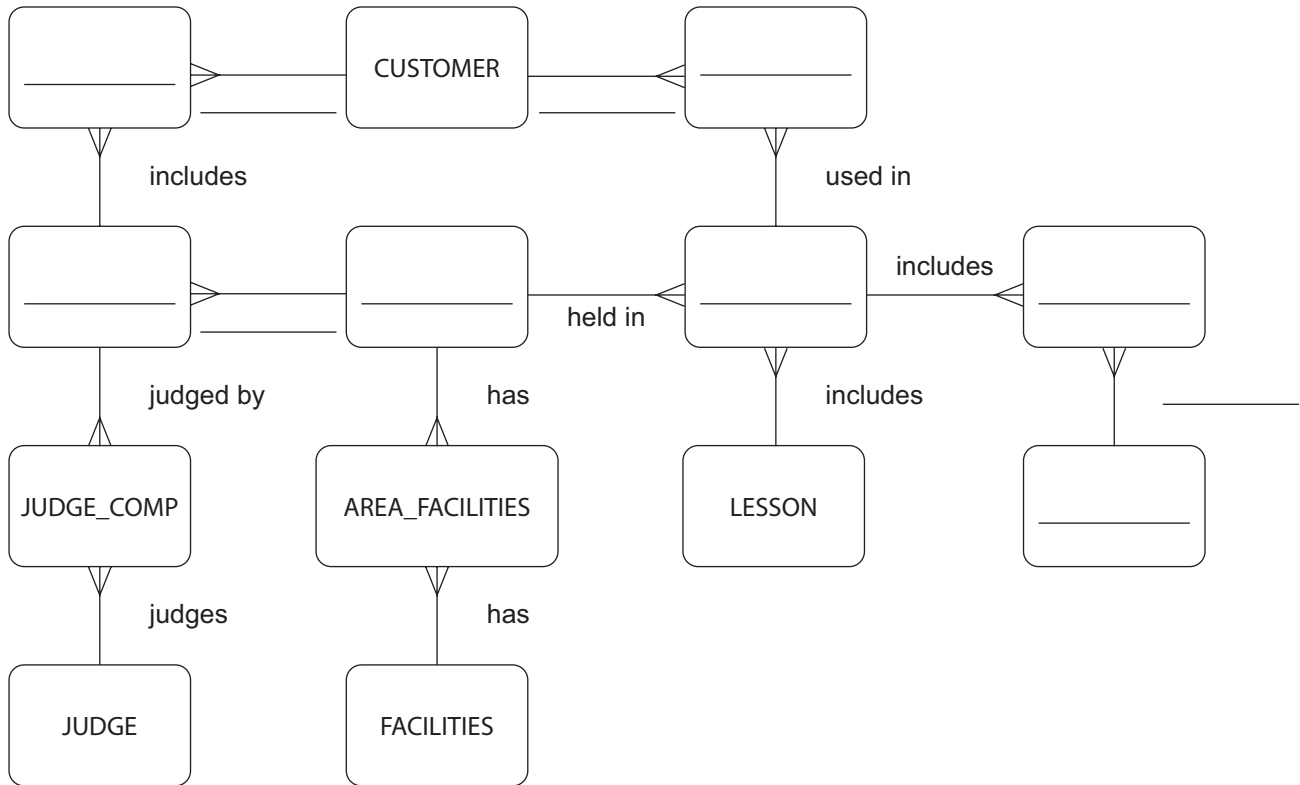 CUSTOMER
includes
used in
includes
held in
judged by
has
includes
JUDGE_COMP
AREA_FACILITIES
LESSON
judges
has
JUDGE
FACILITIES